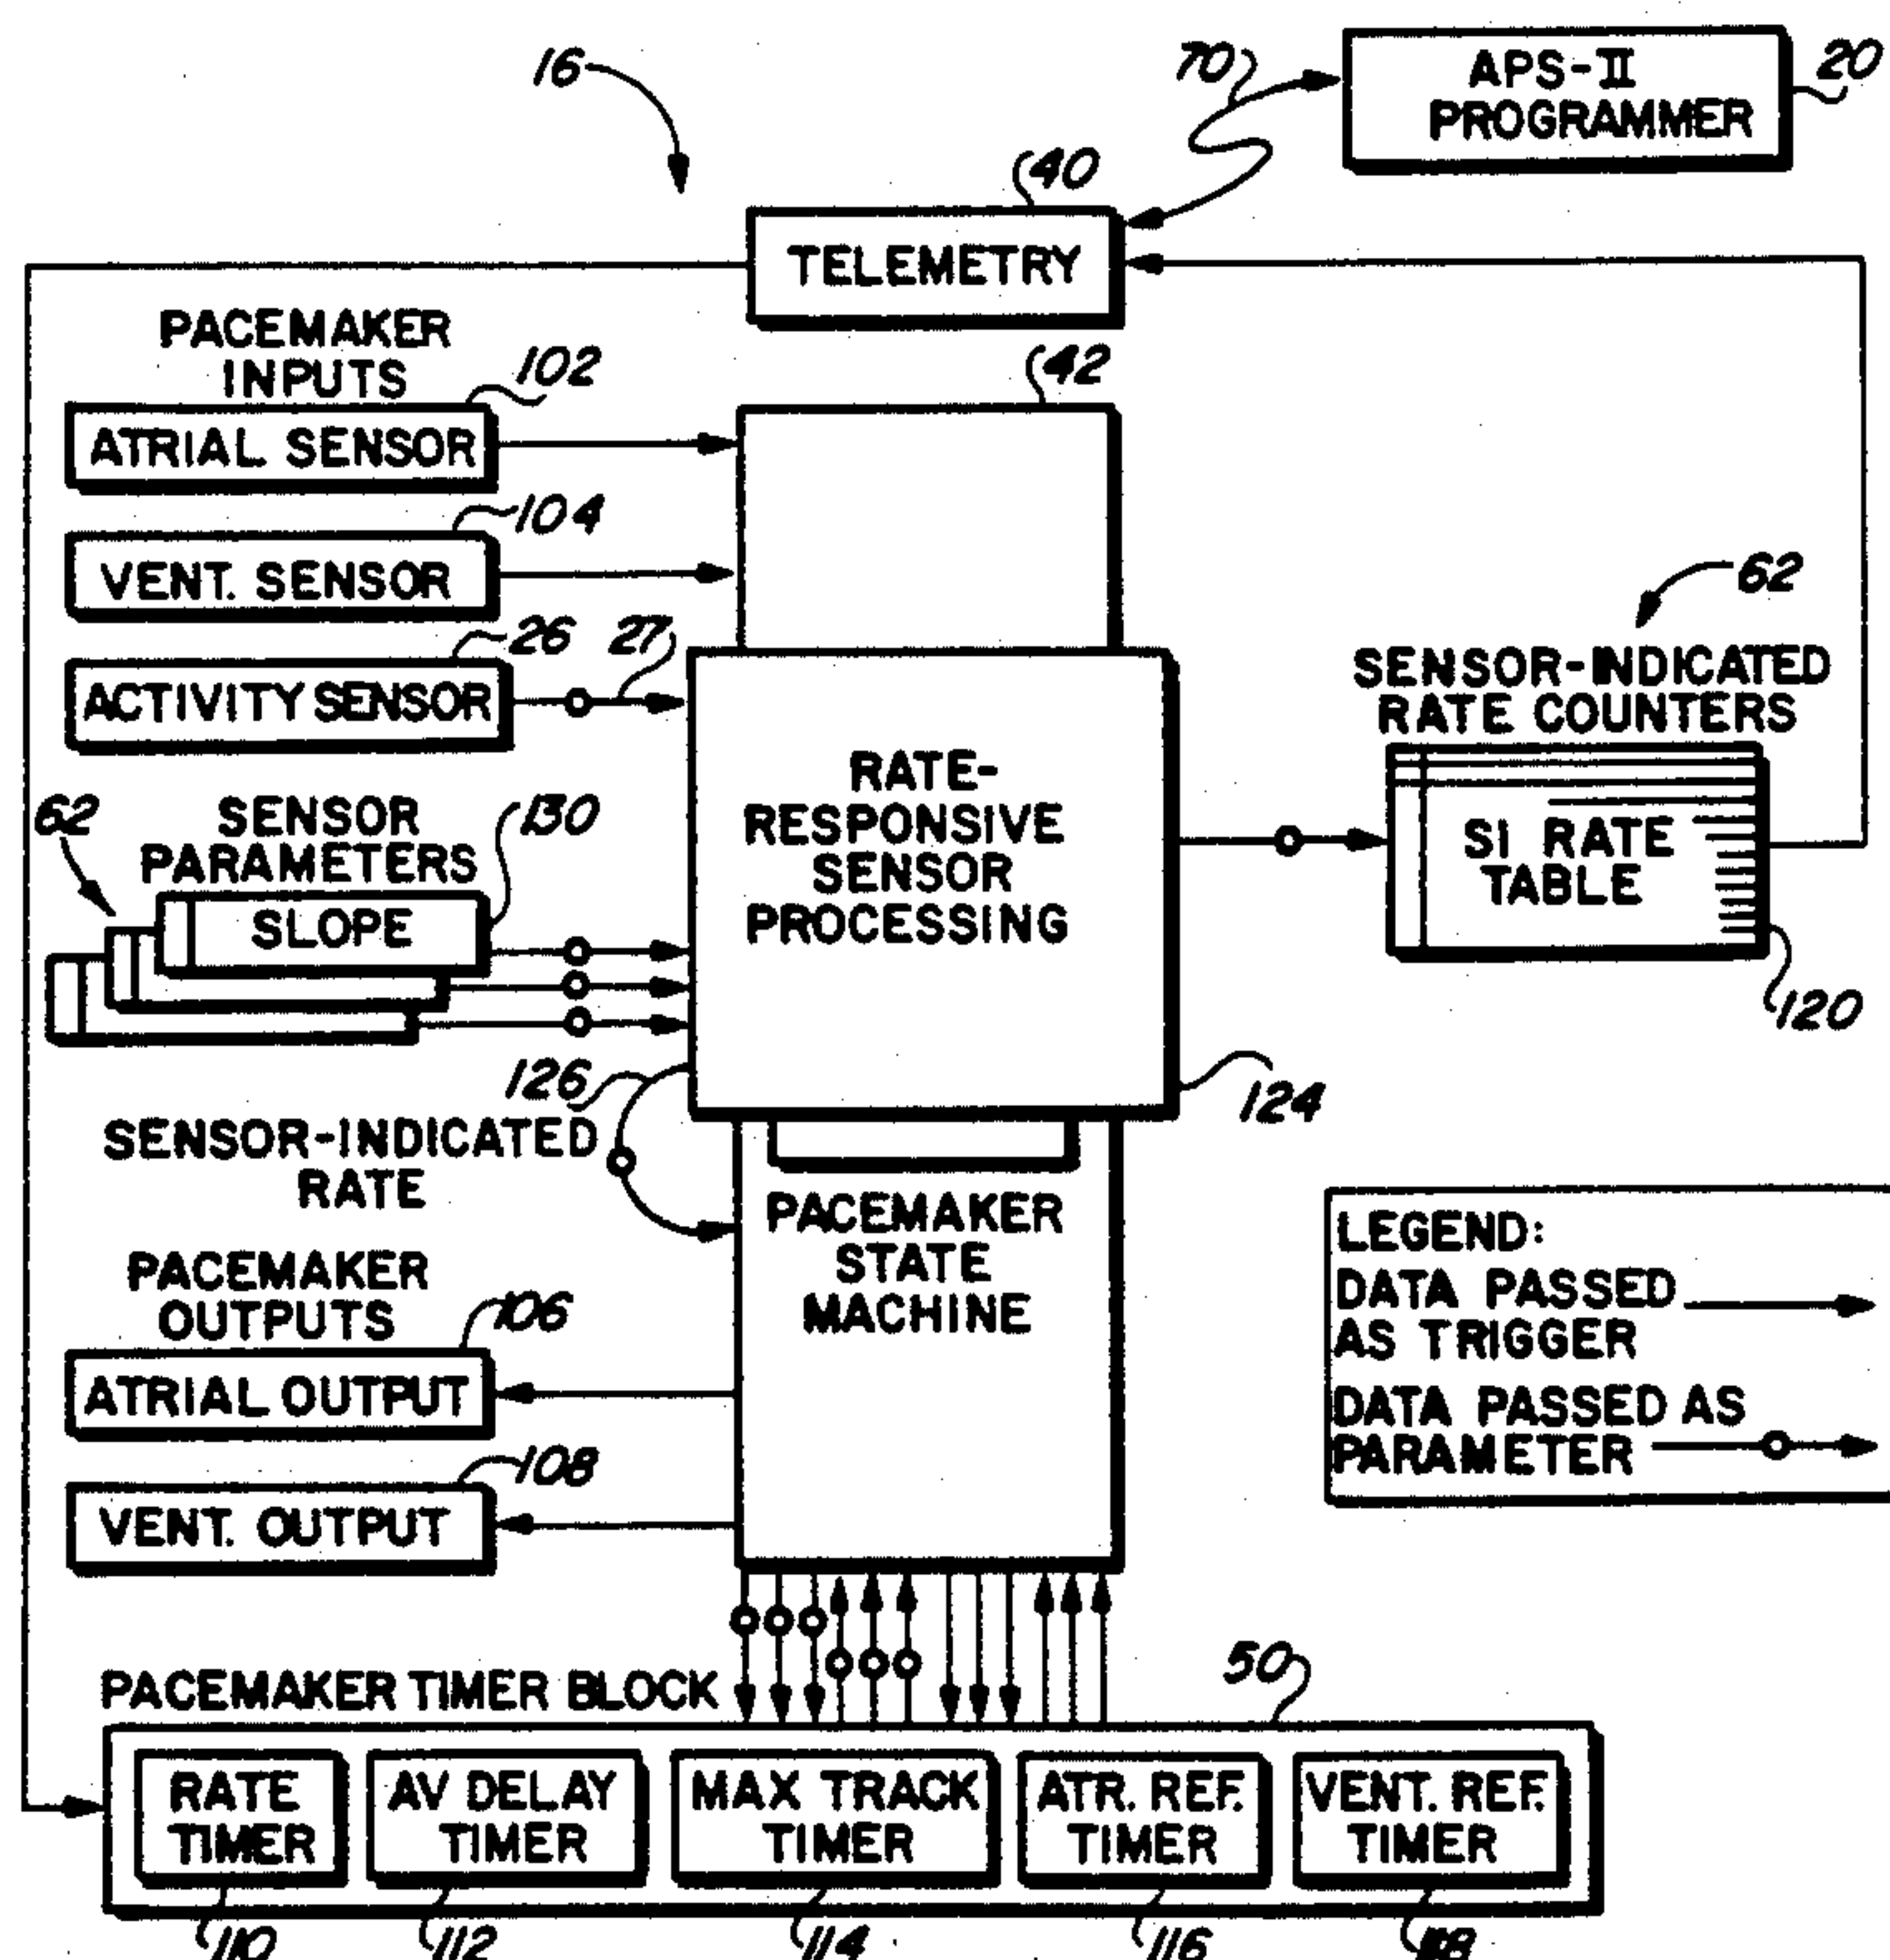 16
70
APS-II
PROGRAMMER
20
40
TELEMETRY
PACEMAKER
INPUTS
102
42
ATRIAL SENSOR
104
VENT. SENSOR
26
27
62
ACTIVITY SENSOR
SENSOR-INDICATED
RATE COUNTERS
RATE-
RESPONSIVE
SENSOR
PROCESSING
62
SENSOR
PARAMETERS
130
SLOPE
SI RATE
TABLE
120
126
124
SENSOR-INDICATED
RATE
PACEMAKER
STATE
MACHINE
LEGEND:
DATA PASSED
AS TRIGGER
DATA PASSED AS
PARAMETER
PACEMAKER
OUTPUTS
106
ATRIAL OUTPUT
108
VENT. OUTPUT
50
PACEMAKER TIMER BLOCK
RATE
TIMER
AV DELAY
TIMER
MAX TRACK
TIMER
ATR. REF.
TIMER
VENT. REF.
TIMER
110
112
114
116
118